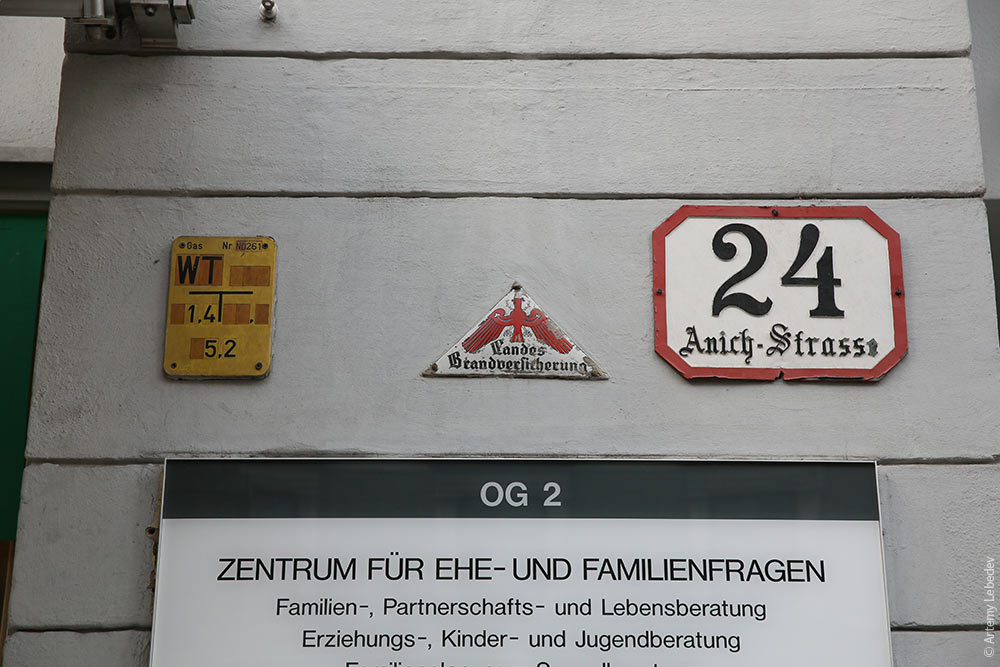 Gas Nr ND261
WT
1,4
5,2
Landes
Brandversicherung
24
Anich-Strasse
OG 2
ZENTRUM FÜR EHE- UND FAMILIENFRAGEN
Familien-, Partnerschafts- und Lebensberatung
Erziehungs-, Kinder- und Jugendberatung
© Artemy Lebedev